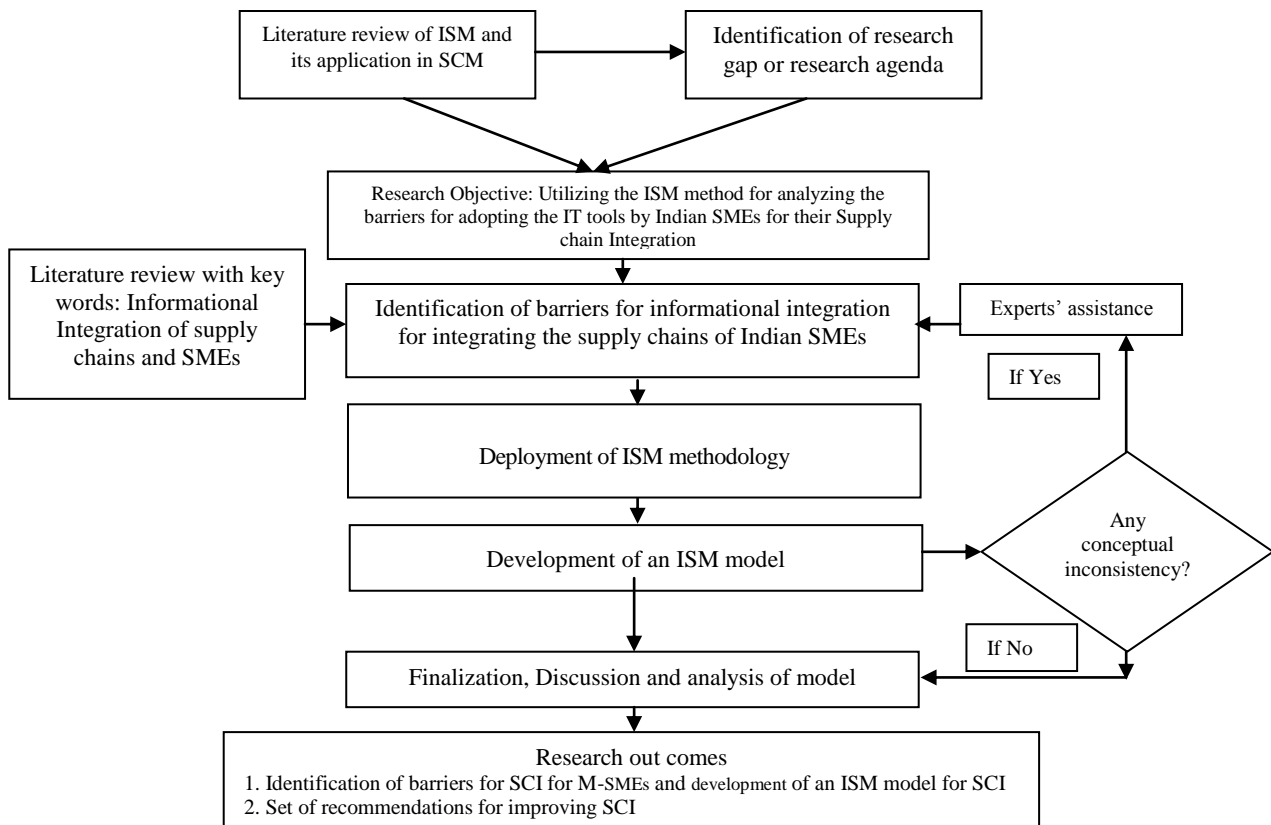 Literature review of ISM and
its application in SCM
Identification of research
gap or research agenda
Research Objective: Utilizing the ISM method for analyzing the
barriers for adopting the IT tools by Indian SMEs for their Supply
chain Integration
Literature review with key
words: Informational
Integration of supply
chains and SMEs
Identification of barriers for informational integration
for integrating the supply chains of Indian SMEs
Experts’ assistance
If Yes
Deployment of ISM methodology
Development of an ISM model
Any
conceptual
inconsistency?
If No
Finalization, Discussion and analysis of model
Research out comes
1. Identification of barriers for SCI for M-SMEs and development of an ISM model for SCI
2. Set of recommendations for improving SCI